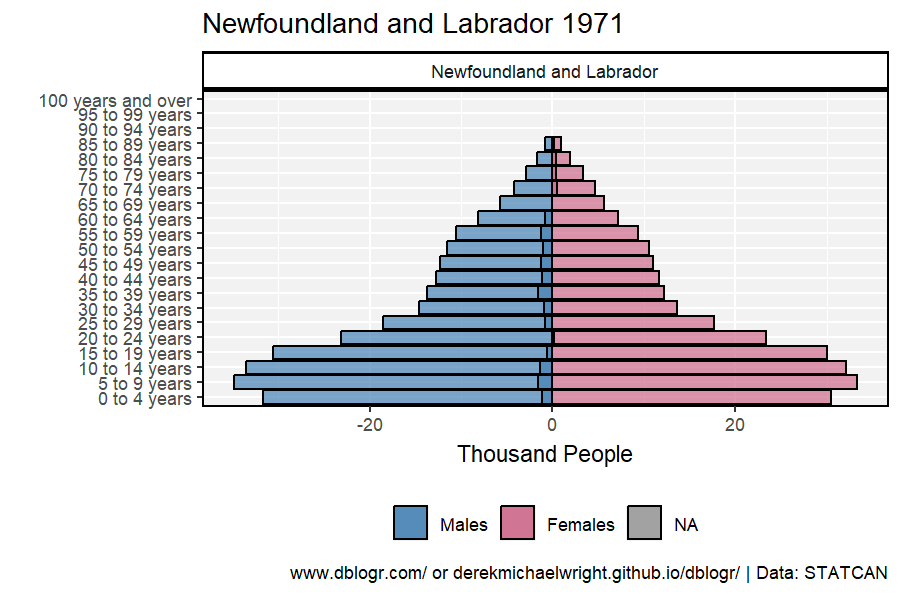 Newfoundland and Labrador 1971
Newfoundland and Labrador
100 years and over
95 to 99 years
90 to 94 years
85 to 89 years
80 to 84 years
75 to 79 years
70 to 74 years
65 to 69 years
60 to 64 years
55 to 59 years
50 to 54 years
45 to 49 years
40 to 44 years
35 to 39 years
30 to 34 years
25 to 29 years
20 to 24 years
15 to 19 years
10 to 14 years
5 to 9 years
0 to 4 years
-20 0 20
Thousand People
Males Females NA
www.dblogr.com/ or derekmichaelwright.github.io/dblogr/ | Data: STATCAN